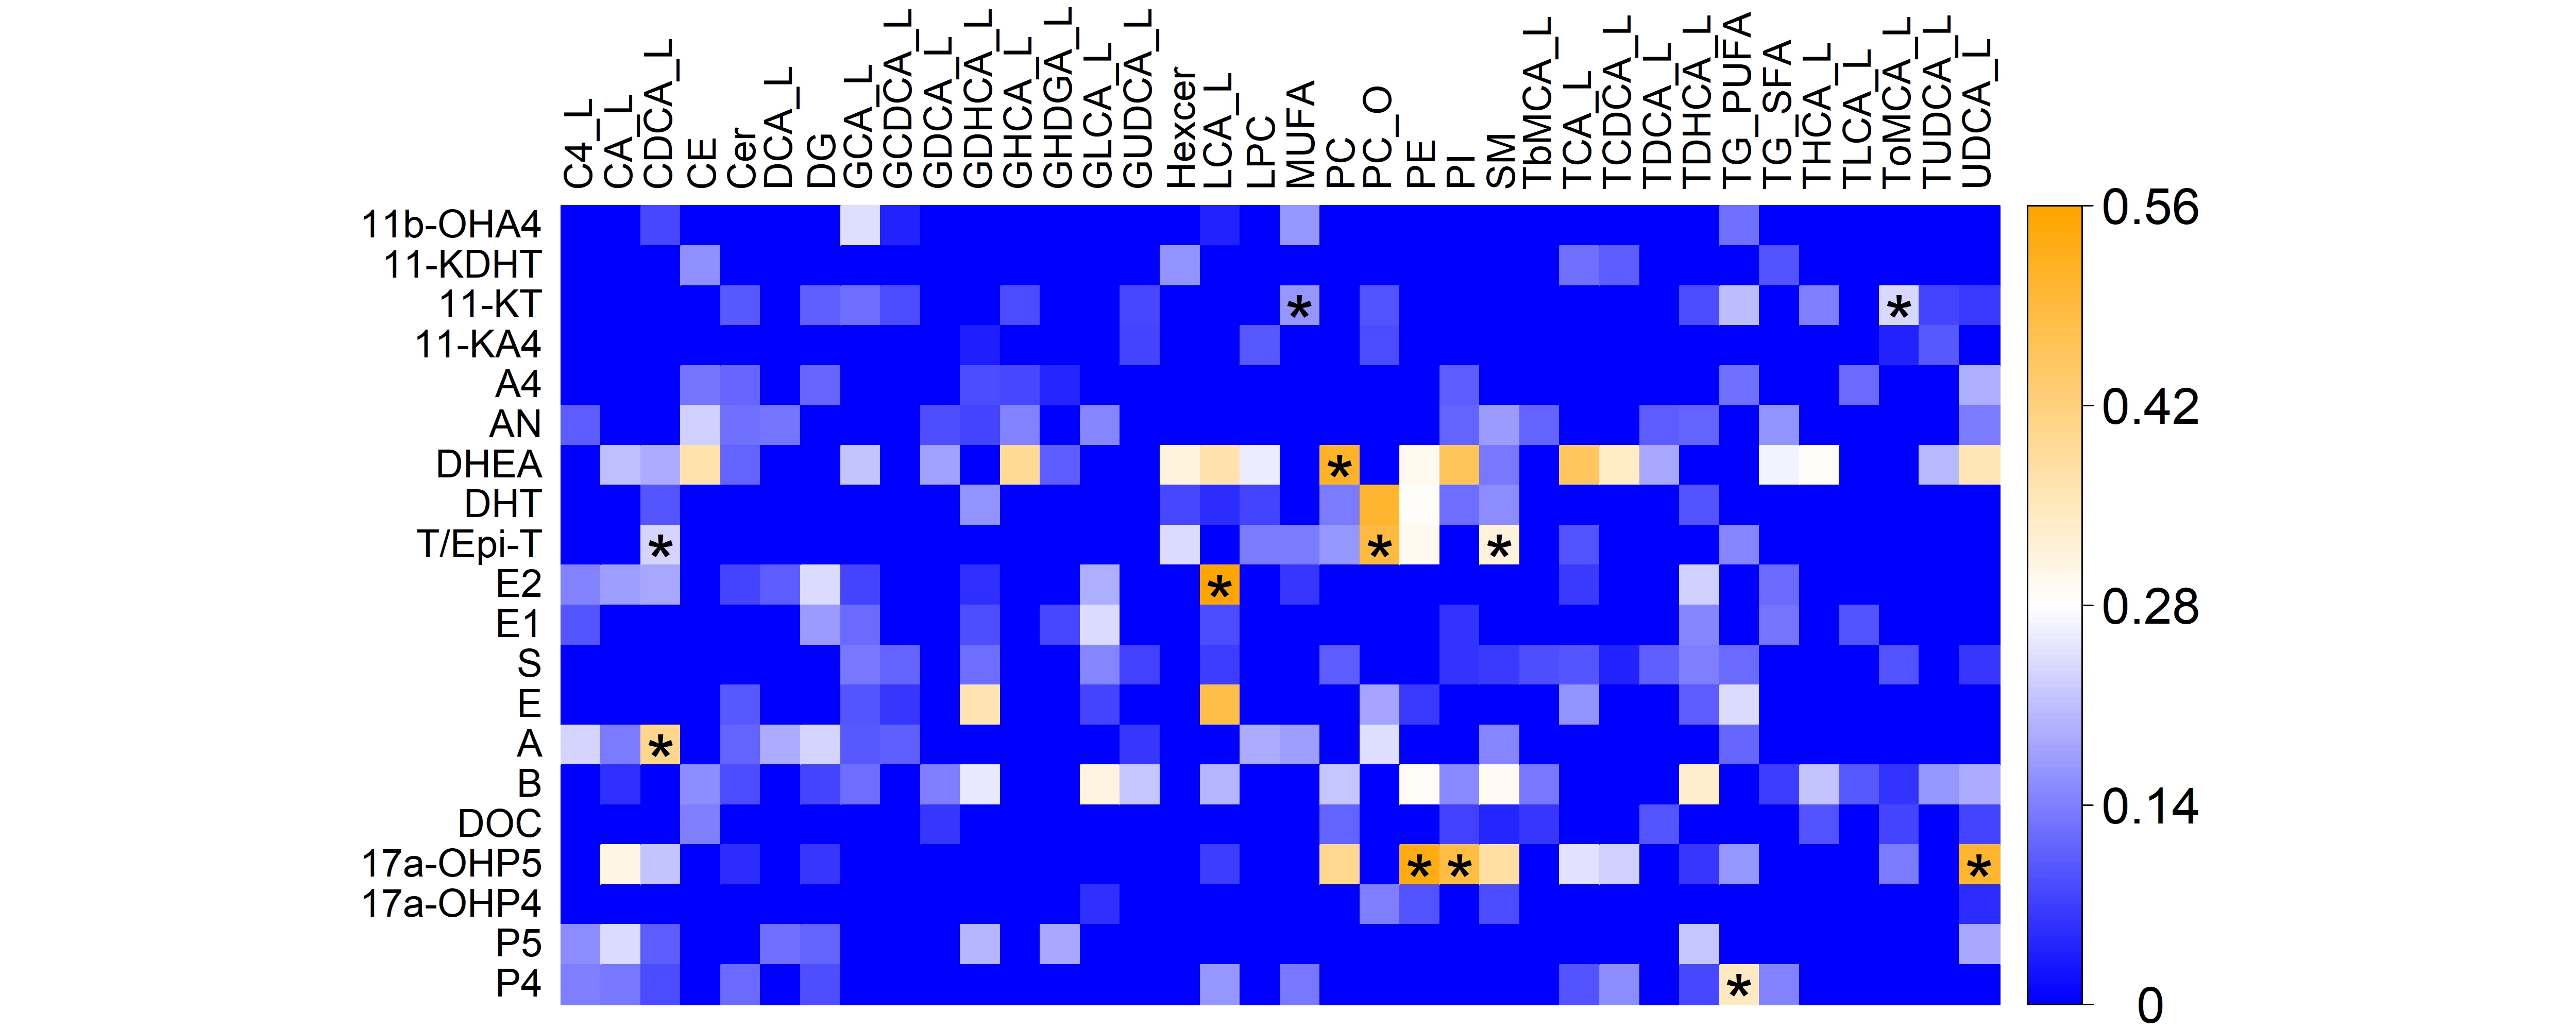 C4_L
CA_L
CDCA_L
CE
Cer
DCA_L
DG
GCA_L
GCDCA_L
GDCA_L
GDHCA_L
GHCA_L
GHDGA_L
GLCA_L
GUDCA_L
Hexcer
LCA_L
LPC
MUFA
PC
PC_O
PE
PI
SM
TbMCA_L
TCA_L
TCDCA_L
TDCA_L
TDHCA_L
TG_PUFA
TG_SFA
THCA_L
TLCA_L
ToMCA_L
TUDCA_L
UDCA_L
11b-OHA4
11-KDHT
11-KT
* *
11-KA4
A4
AN
DHEA
*
DHT
T/Epi-T
* * *
E2
*
E1
S
E
A
*
B
DOC
17a-OHP5
* * *
17a-OHP4
P5
P4
*
0.56
0.42
0.28
0.14
0